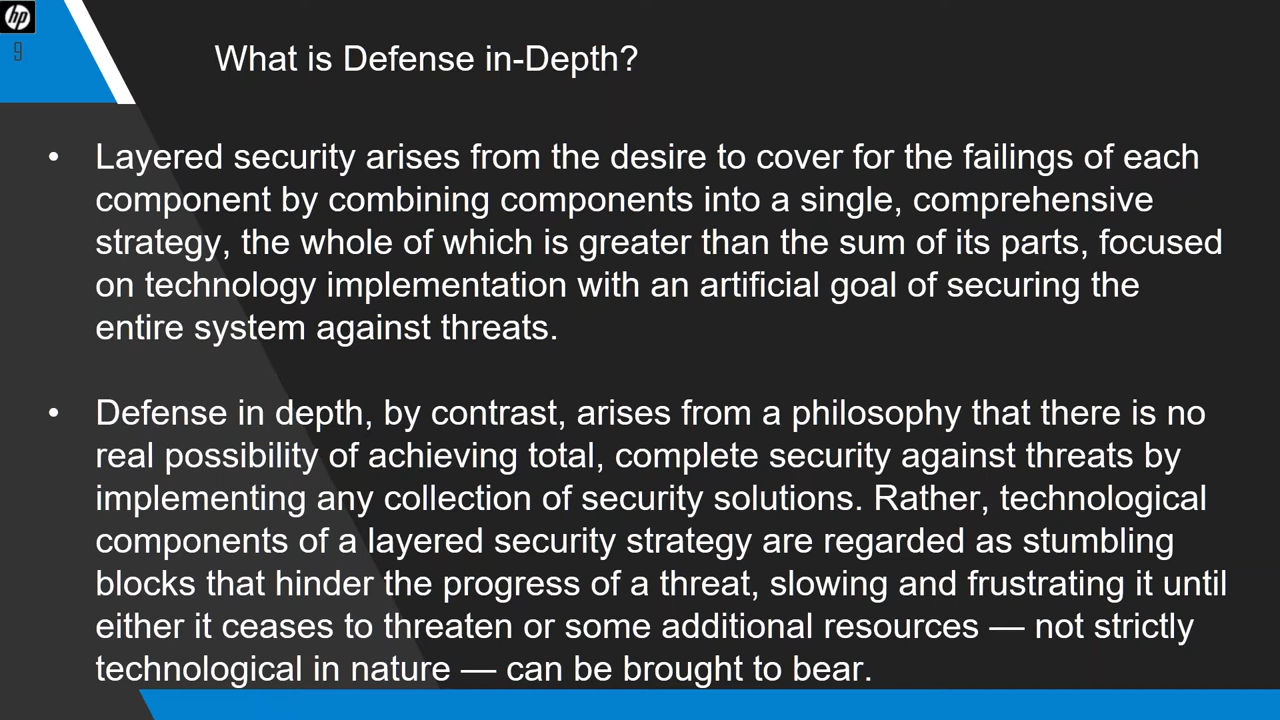 hp
9
What is Defense in-Depth?
• Layered security arises from the desire to cover for the failings of each
component by combining components into a single, comprehensive
strategy, the whole of which is greater than the sum of its parts, focused
on technology implementation with an artificial goal of securing the
entire system against threats.
• Defense in depth, by contrast, arises from a philosophy that there is no
real possibility of achieving total, complete security against threats by
implementing any collection of security solutions. Rather, technological
components of a layered security strategy are regarded as stumbling
blocks that hinder the progress of a threat, slowing and frustrating it until
either it ceases to threaten or some additional resources — not strictly
technological in nature — can be brought to bear.